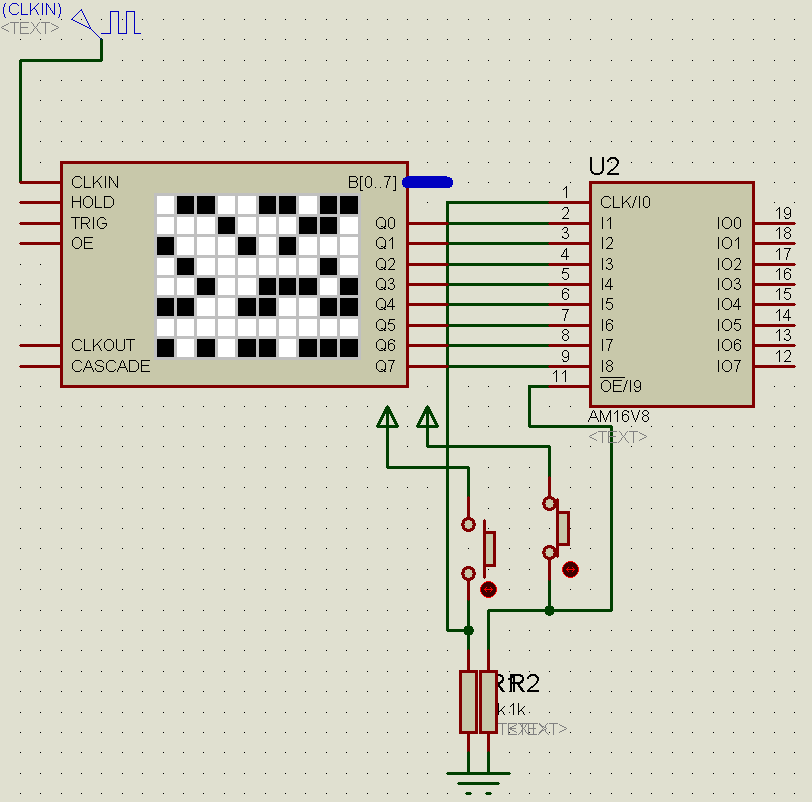 (CLKIN)
<TEXT>
CLKIN
HOLD
TRIG
OE
CLKOUT
CASCADE
B[0..7]
Q0
Q1
Q2
Q3
Q4
Q5
Q6
Q7
U2
1
2
3
4
5
6
7
8
9
11
CLK/I0
I1
I2
I3
I4
I5
I6
I7
I8
OE/I9
IO0
IO1
IO2
IO3
IO4
IO5
IO6
IO7
19
18
17
16
15
14
13
12
AM16V8
<TEXT>
R2
1k